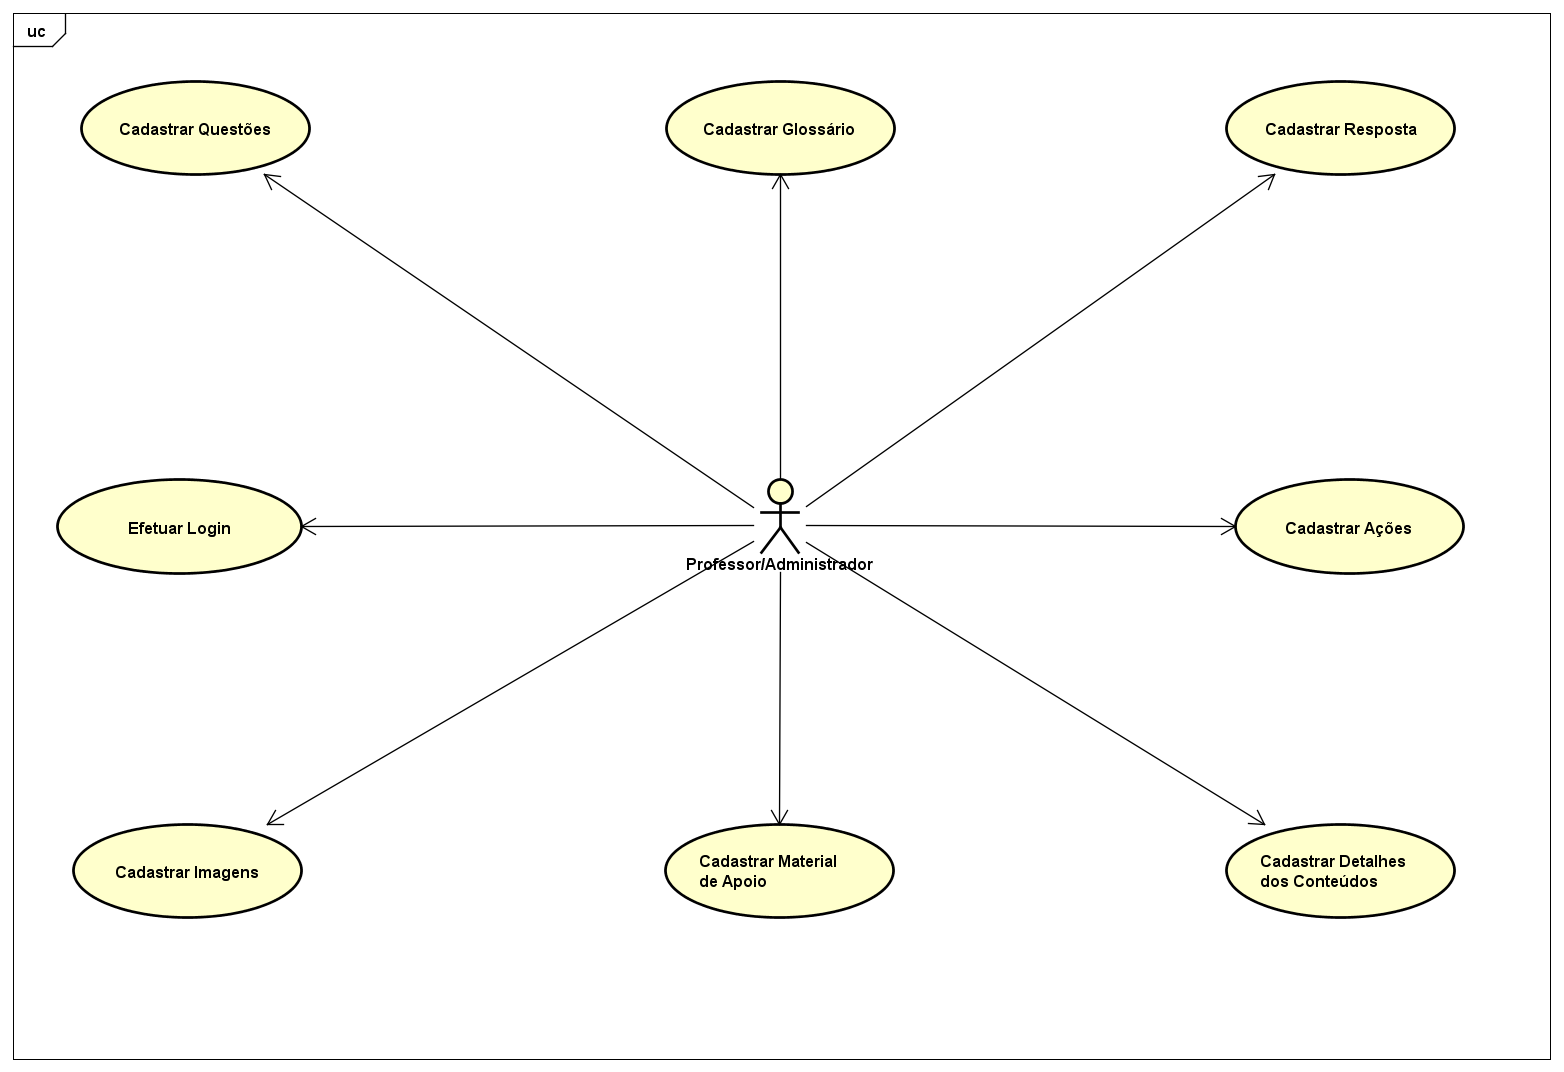 uc
Cadastrar Questões
Cadastrar Glossário
Cadastrar Resposta
Efetuar Login
Professor/Administrador
Cadastrar Ações
Cadastrar Imagens
Cadastrar Material
de Apoio
Cadastrar Detalhes
dos Conteúdos